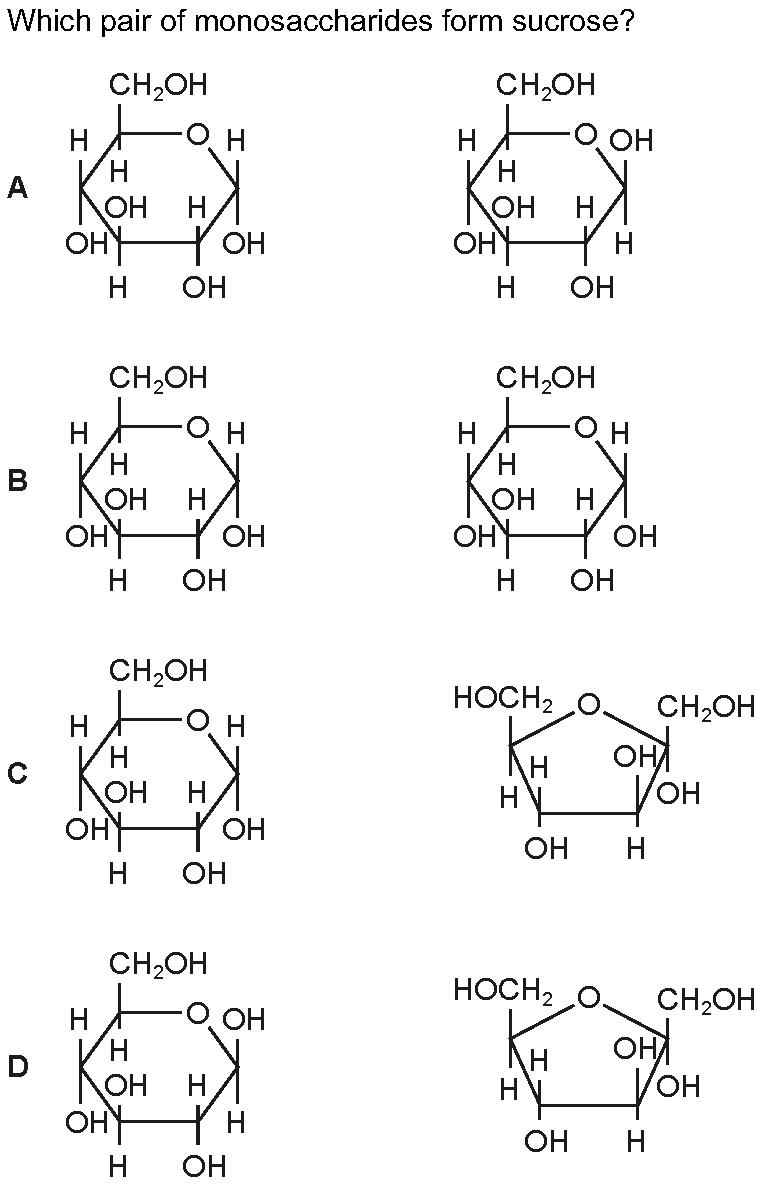 Which pair of monosaccharides form sucrose?
CH₂OH CH₂OH
H O H H O OH
A H H
OH H OH H
OH OH OH H
H OH H OH
CH₂OH CH₂OH
H O H H O H
B H H
OH H OH H
OH OH OH OH
H OH H OH
CH₂OH HOCH₂ O CH₂OH
H O H
C H H OH
OH H H OH
OH OH OH H
H OH
CH₂OH HOCH₂ O CH₂OH
H O OH
D H H OH
OH H H OH
OH H OH H
H OH